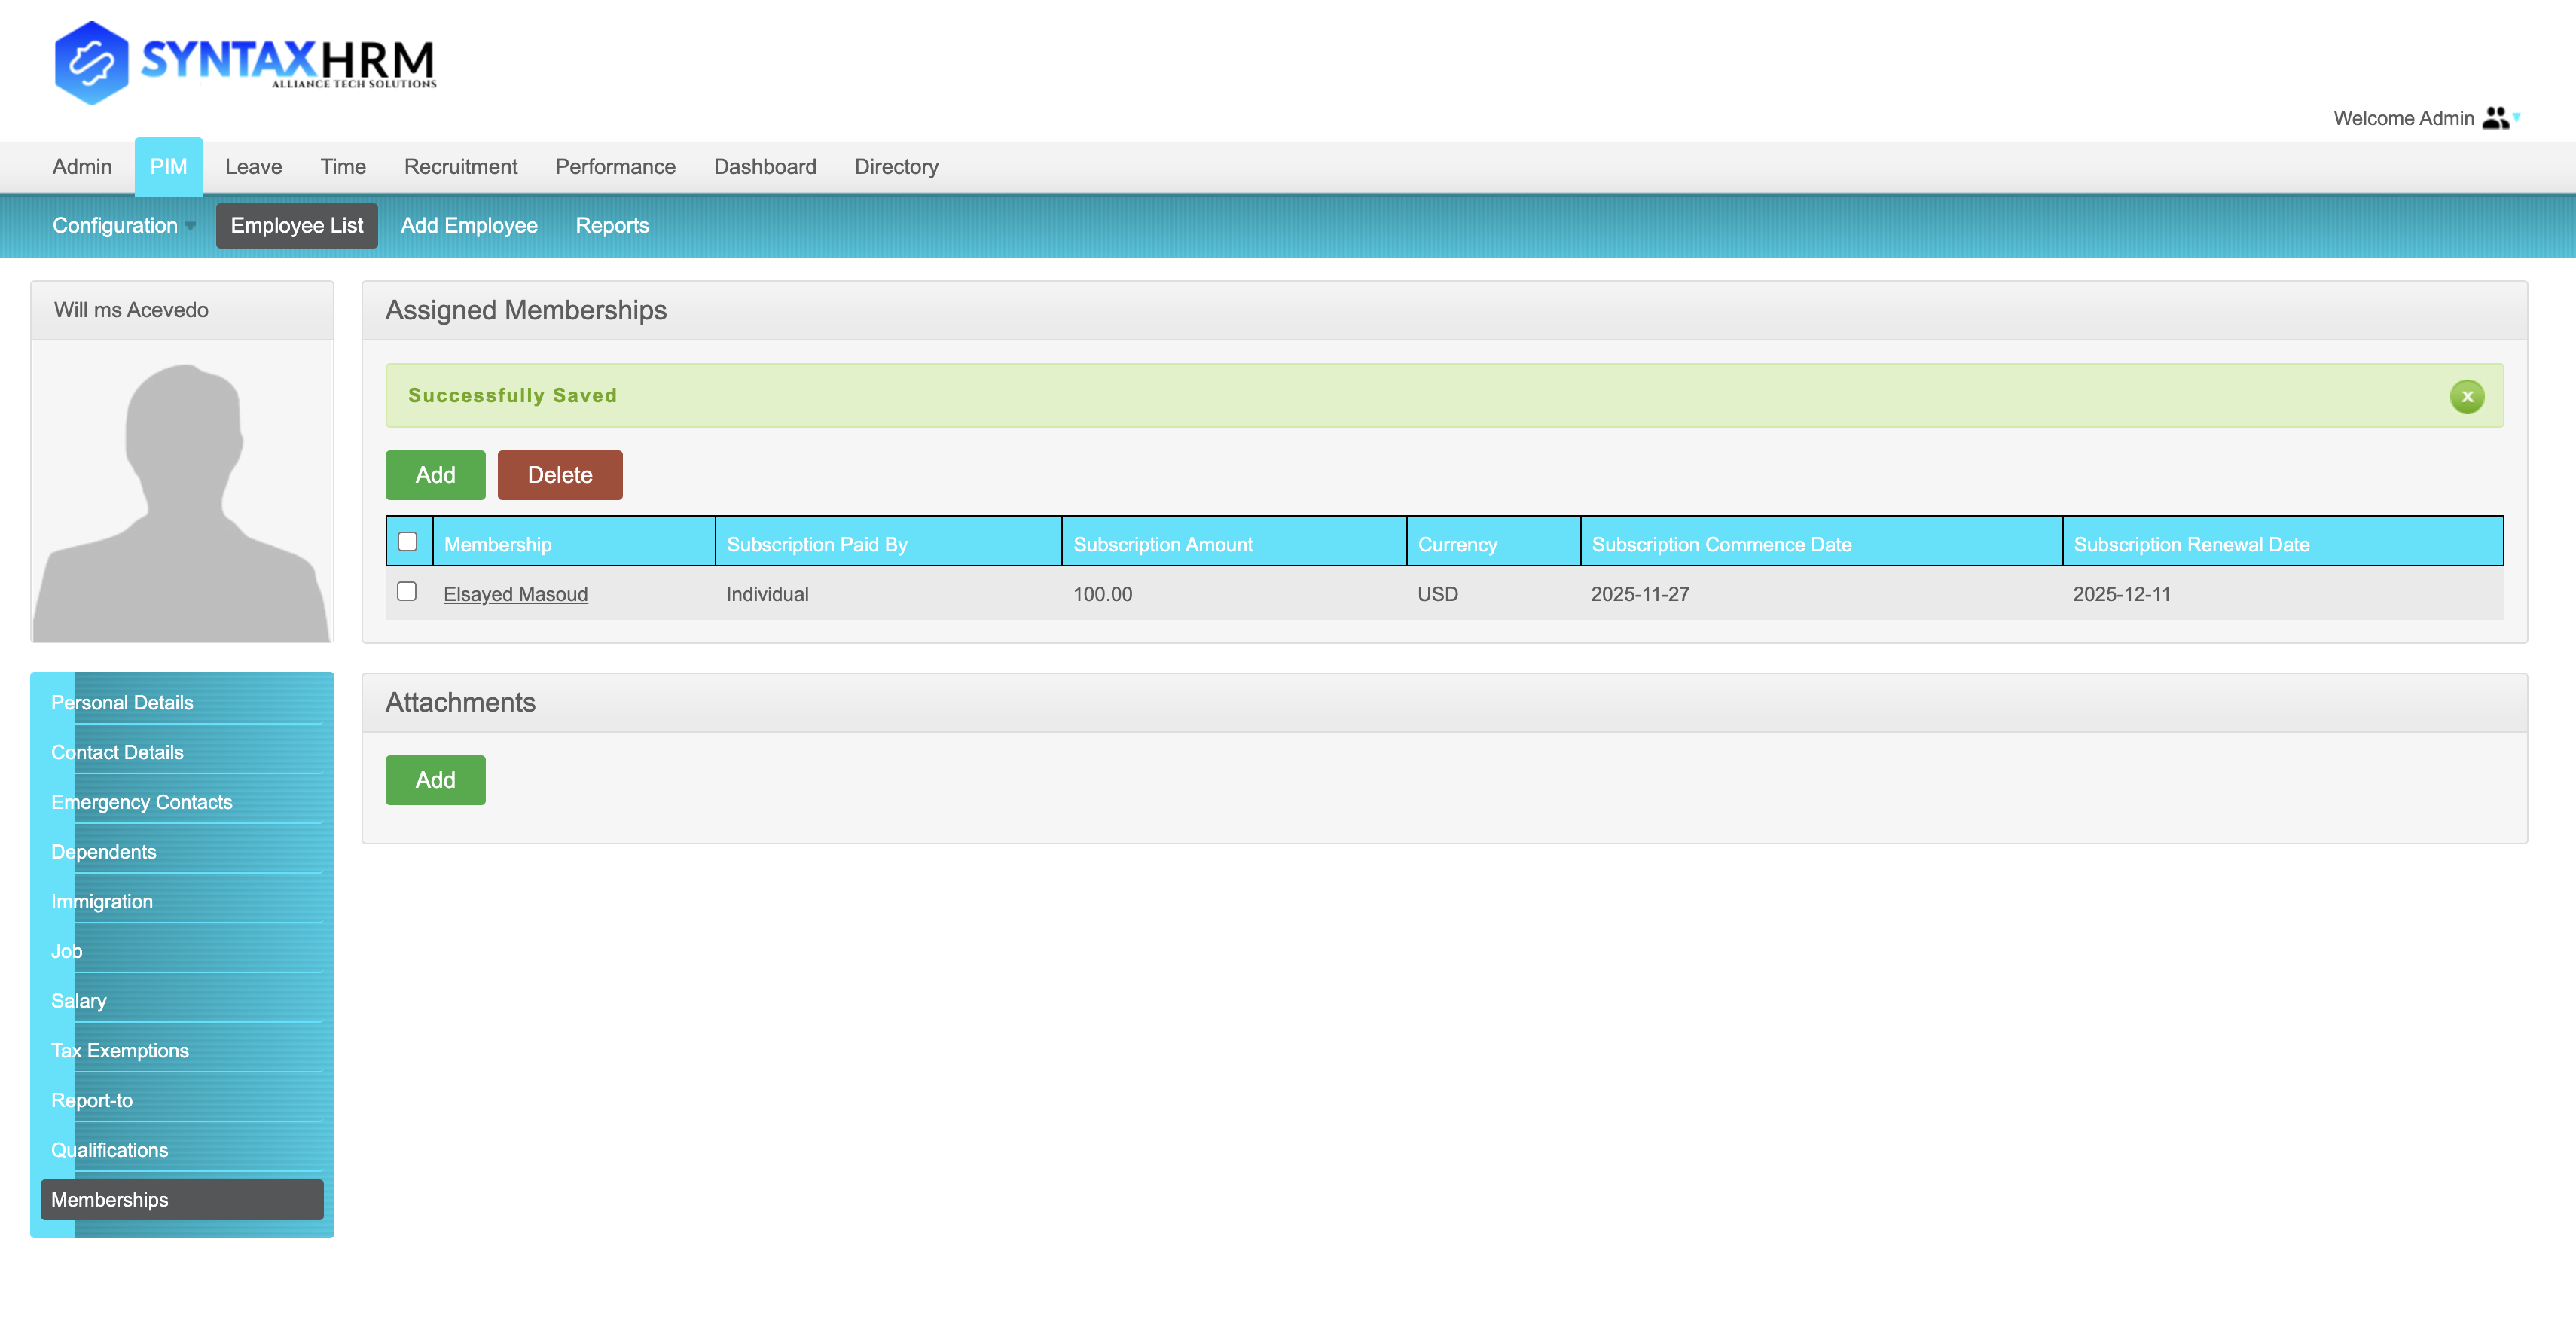 SYNTAXHRM
ALLIANCE TECH SOLUTIONS
Welcome Admin
Admin PIM Leave Time Recruitment Performance Dashboard Directory
Configuration Employee List Add Employee Reports
Will ms Acevedo
Assigned Memberships
Successfully Saved
x
Add Delete
Membership Subscription Paid By Subscription Amount Currency Subscription Commence Date Subscription Renewal Date
Elsayed Masoud Individual 100.00 USD 2025-11-27 2025-12-11
Personal Details
Contact Details
Emergency Contacts
Dependents
Immigration
Job
Salary
Tax Exemptions
Report-to
Qualifications
Memberships
Attachments
Add